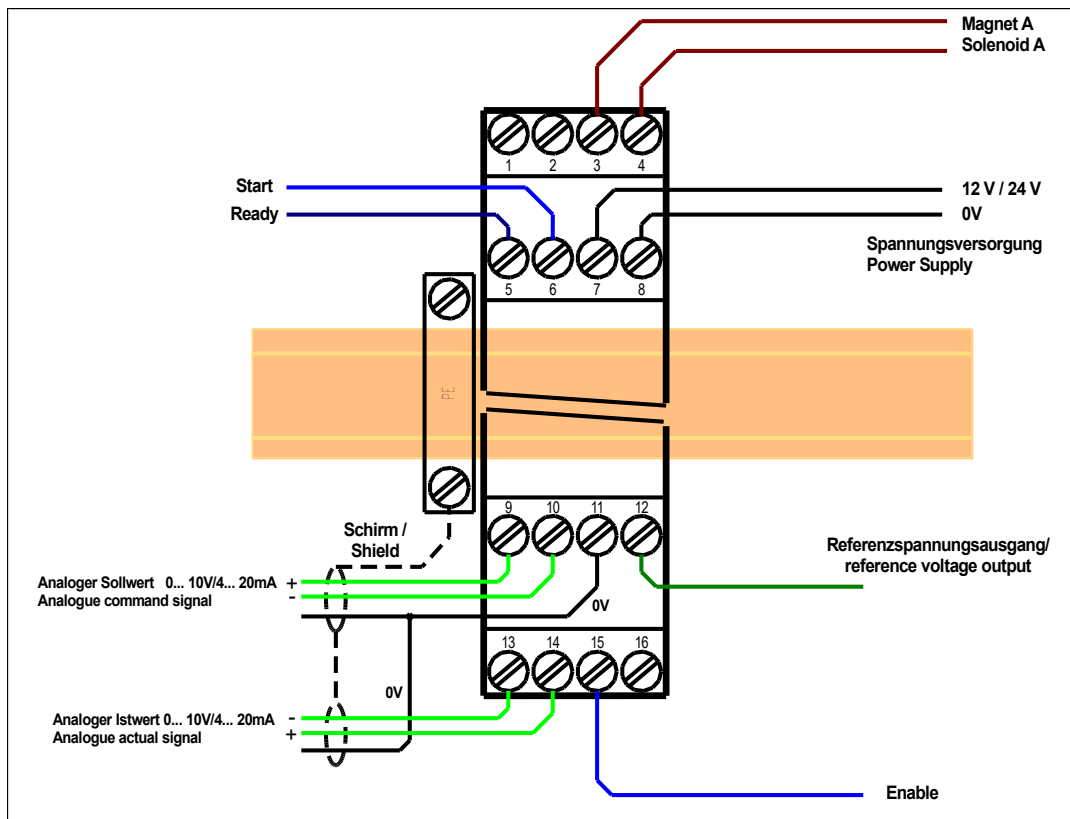 Magnet A
Solenoid A
1 2 3 4
Start
Ready
12 V / 24 V
0V
Spannungsversorgung
Power Supply
5 6 7 8
PE
9 10 11 12
Schirm /
Shield
Referenzspannungsausgang/
reference voltage output
Analoger Sollwert 0... 10V/4... 20mA +
Analogue command signal -
0V
13 14 15 16
0V
Analoger Istwert 0... 10V/4... 20mA -
Analogue actual signal +
Enable